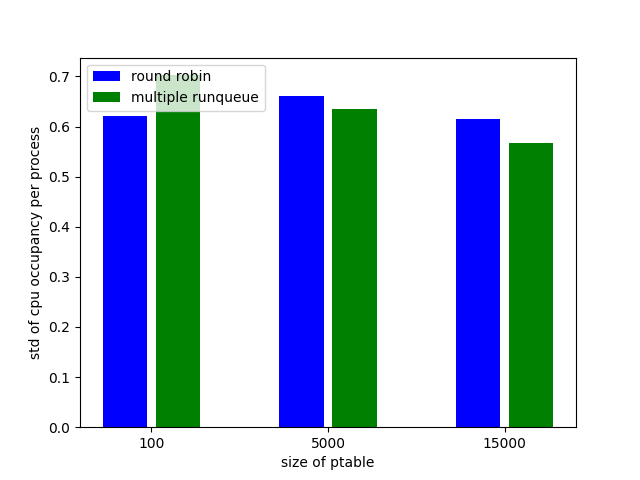 round robin
multiple runqueue
0.7
0.6
0.5
0.4
0.3
0.2
0.1
0.0
std of cpu occupancy per process
100 5000 15000
size of ptable